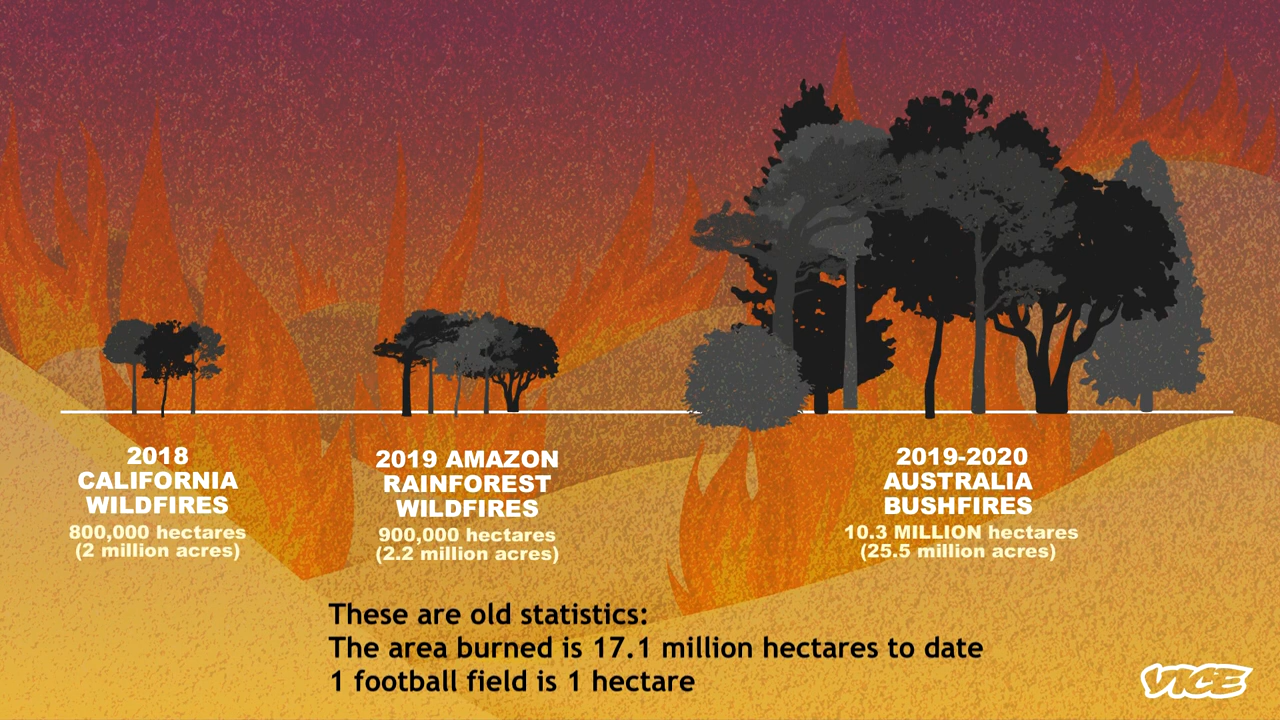 2018
CALIFORNIA
WILDFIRES
800,000 hectares
(2 million acres)
2019 AMAZON
RAINFOREST
WILDFIRES
900,000 hectares
(2.2 million acres)
2019-2020
AUSTRALIA
BUSHFIRES
10.3 MILLION hectares
(25.5 million acres)
These are old statistics:
The area burned is 17.1 million hectares to date
1 football field is 1 hectare
VICE